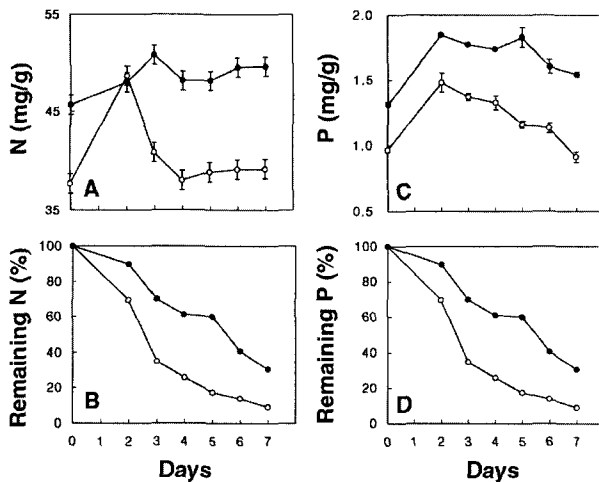 N (mg/g)
55
45
35
A
P (mg/g)
2.0
1.5
1.0
0.5
C
Remaining N (%)
100
80
60
40
20
0
B
0 1 2 3 4 5 6 7
Days
Remaining P (%)
100
80
60
40
20
0
D
0 1 2 3 4 5 6 7
Days